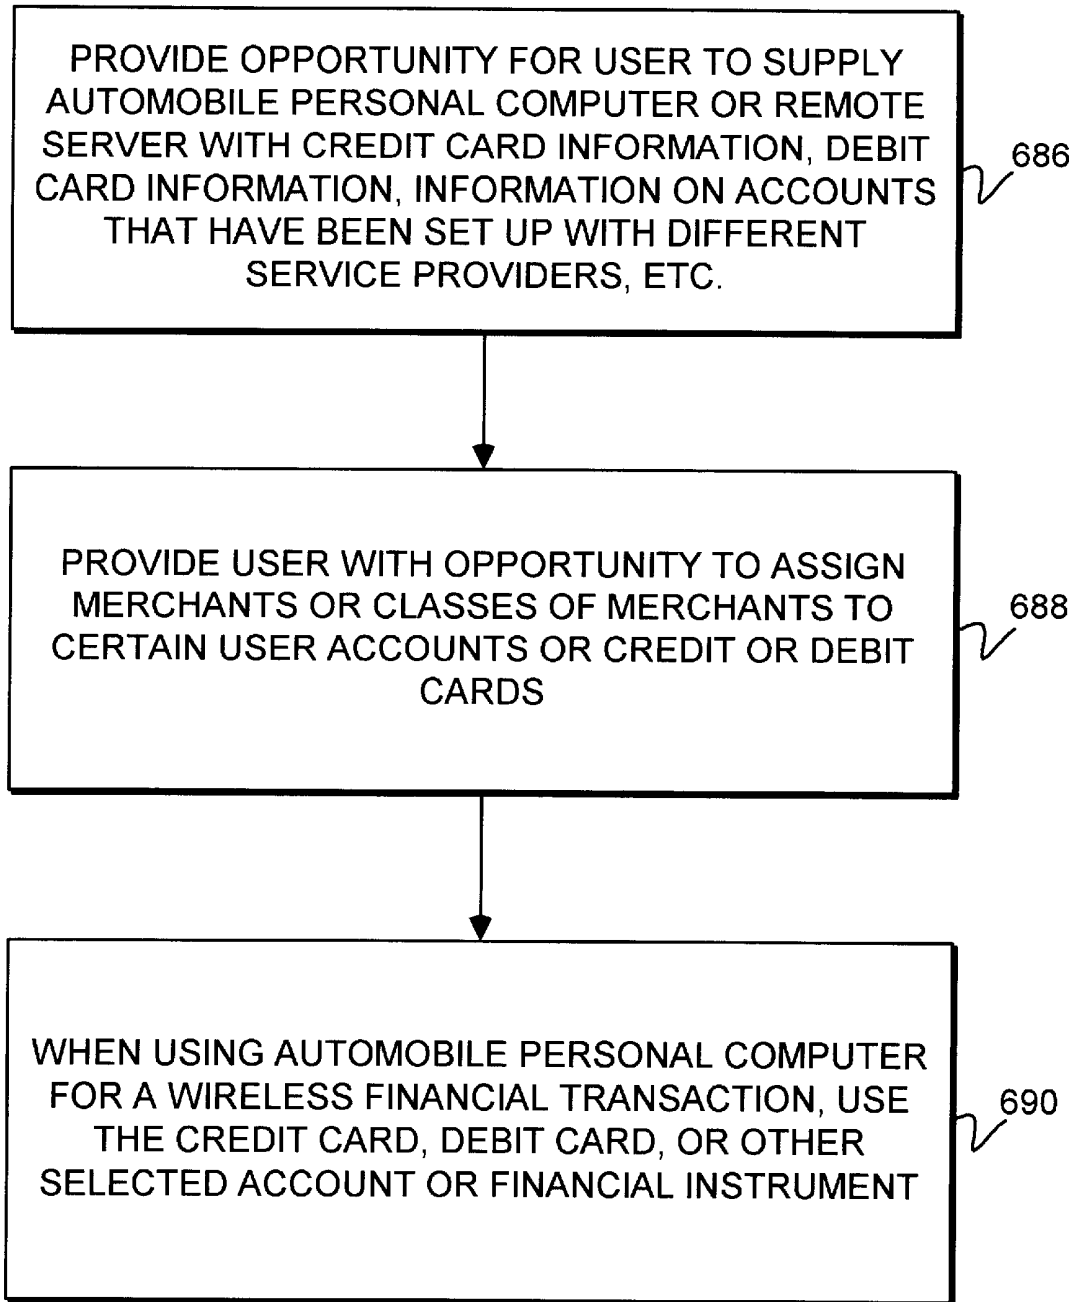 PROVIDE OPPORTUNITY FOR USER TO SUPPLY
AUTOMOBILE PERSONAL COMPUTER OR REMOTE
SERVER WITH CREDIT CARD INFORMATION, DEBIT
CARD INFORMATION, INFORMATION ON ACCOUNTS
THAT HAVE BEEN SET UP WITH DIFFERENT
SERVICE PROVIDERS, ETC.
686
PROVIDE USER WITH OPPORTUNITY TO ASSIGN
MERCHANTS OR CLASSES OF MERCHANTS TO
CERTAIN USER ACCOUNTS OR CREDIT OR DEBIT
CARDS
688
WHEN USING AUTOMOBILE PERSONAL COMPUTER
FOR A WIRELESS FINANCIAL TRANSACTION, USE
THE CREDIT CARD, DEBIT CARD, OR OTHER
SELECTED ACCOUNT OR FINANCIAL INSTRUMENT
690